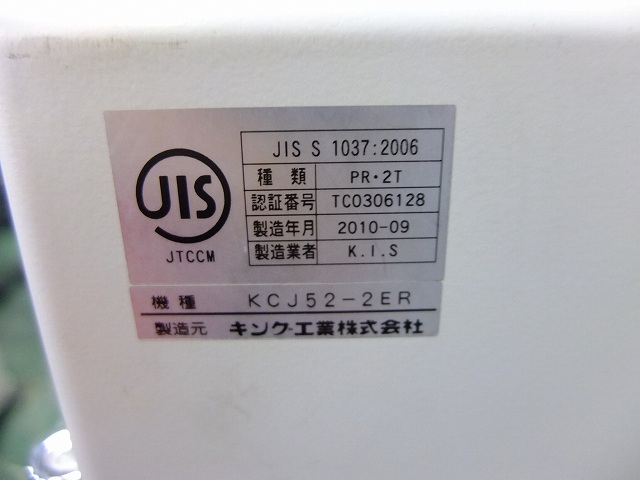 JIS
JTCCM
JIS S 1037:2006
種類 PR・2T
認証番号 TC0306128
製造年月 2010-09
製造業者 K.I.S
機種 KCJ52-2ER
製造元 キング工業株式会社